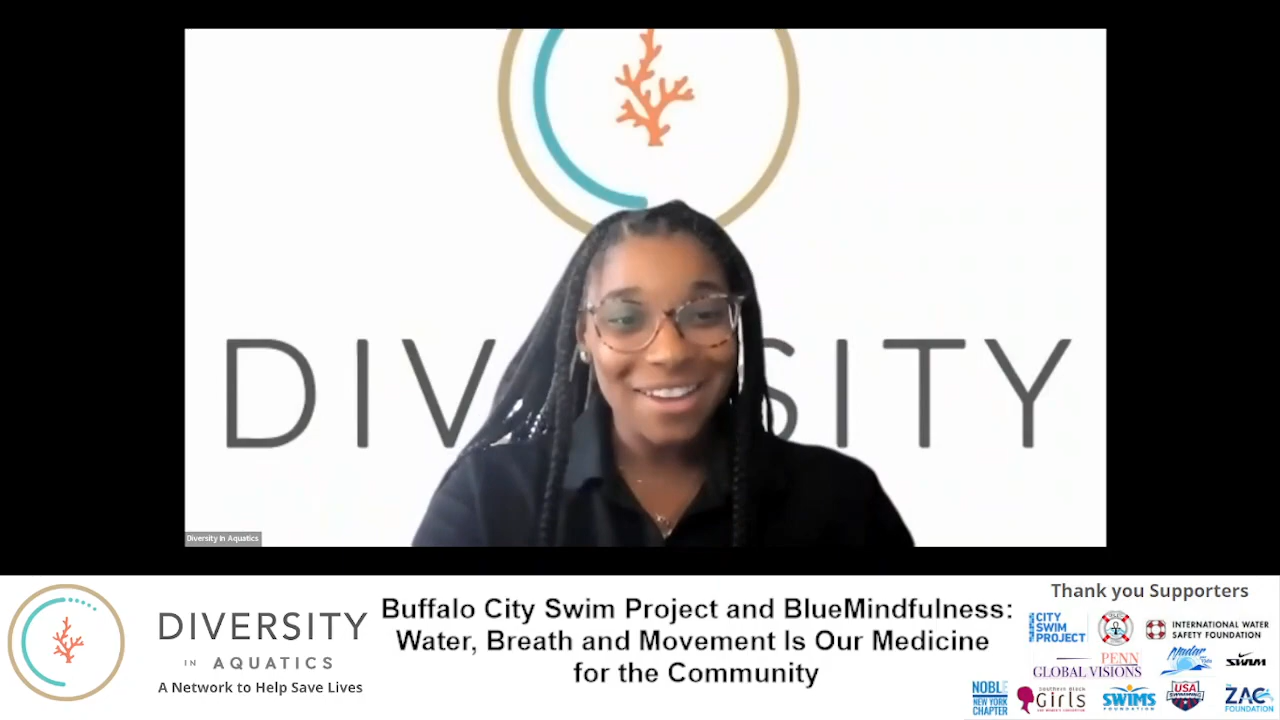 DIV SITY
Diversity In Aquatics
DIVERSITY
IN AQUATICS
A Network to Help Save Lives
Buffalo City Swim Project and BlueMindfulness:
Water, Breath and Movement Is Our Medicine
for the Community
Thank you Supporters
CITY
SWIM
PROJECT
INTERNATIONAL WATER
SAFETY FOUNDATION
PENN
GLOBAL VISIONS
SWIM
NOBLE
NEW YORK
CHAPTER
Girls
SWIMS
FOUNDATION
USA
SWIMMING
ZAC
FOUNDATION